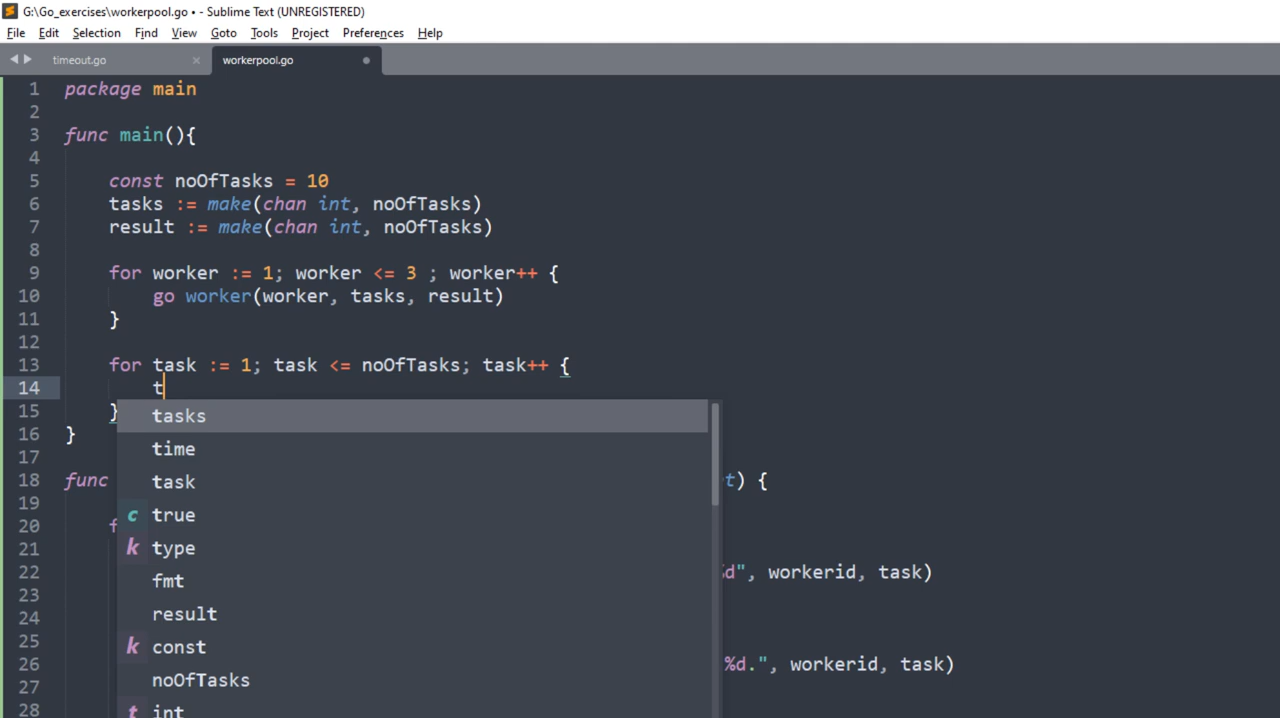 G:\Go_exercises\workerpool.go • - Sublime Text (UNREGISTERED)
File Edit Selection Find View Goto Tools Project Preferences Help
timeout.go × workerpool.go
1 package main
2
3 func main(){
4
5 const noOfTasks = 10
6 tasks := make(chan int, noOfTasks)
7 result := make(chan int, noOfTasks)
8
9 for worker := 1; worker <= 3 ; worker++ {
10 go worker(worker, tasks, result)
11 }
12
13 for task := 1; task <= noOfTasks; task++ {
14 t
15 }
tasks
16 }
time
17
18 func t) {
task
19
20 f
c true
21
k type
22 d", workerid, task)
fmt
23
24
result
25
k const
26 %d.", workerid, task)
noOfTasks
27
28
t int